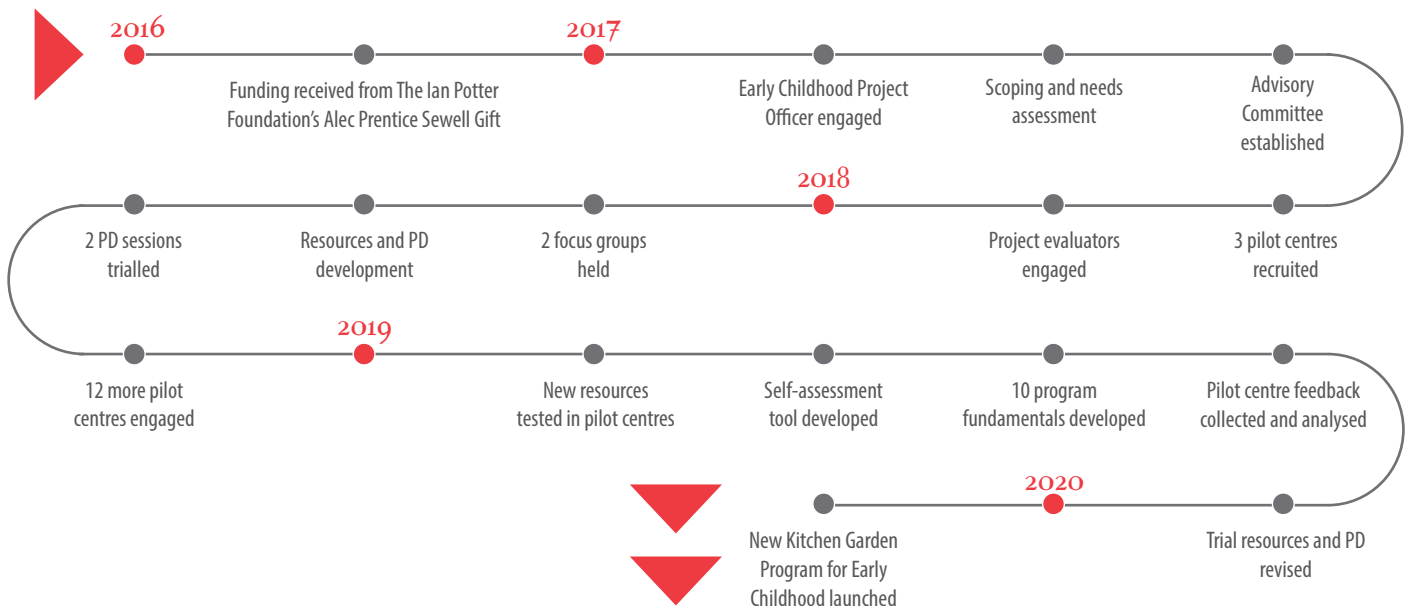 2016
Funding received from The Ian Potter
Foundation's Alec Prentice Sewell Gift
2017
Early Childhood Project
Officer engaged
Scoping and needs
assessment
Advisory
Committee
established
3 pilot centres
recruited
Project evaluators
engaged
2018
2 focus groups
held
Resources and PD
development
2 PD sessions
trialled
12 more pilot
centres engaged
2019
New resources
tested in pilot centres
Self-assessment
tool developed
10 program
fundamentals developed
Pilot centre feedback
collected and analysed
Trial resources and PD
revised
2020
New Kitchen Garden
Program for Early
Childhood launched